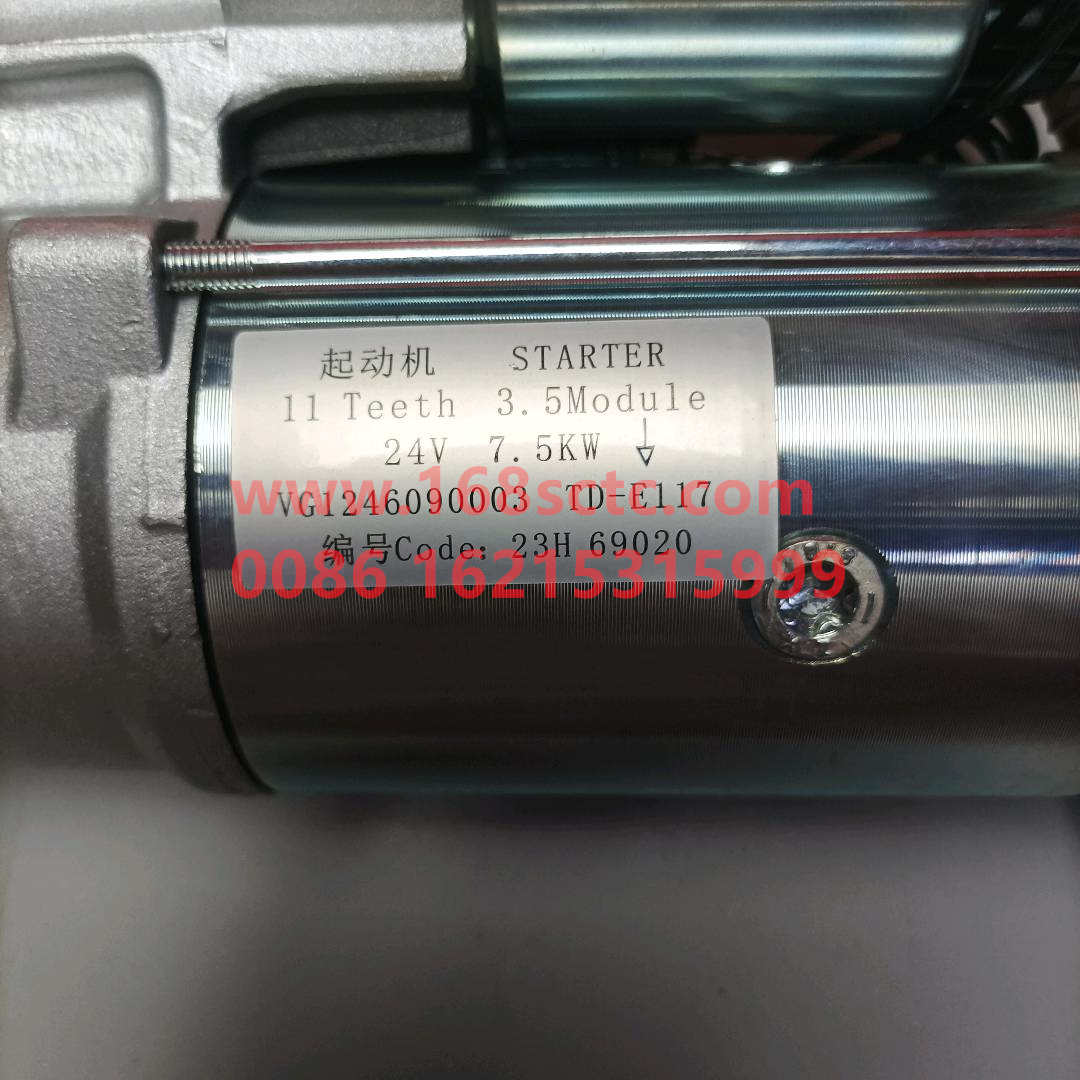 起动机 STARTER
11 Teeth 3.5Module
24V 7.5KW
VG1246090003 TD-E117
www.168sotc.com
编号Code: 23H 69020
0086 16215315999